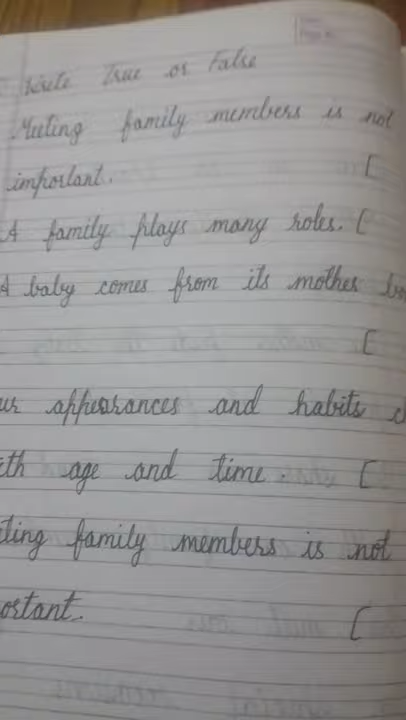 Write True or False
Meeting family members is not
important. [
A family plays many roles. [
A baby comes from its mother
[
appearances and habits
age and time. [
family members is not
[